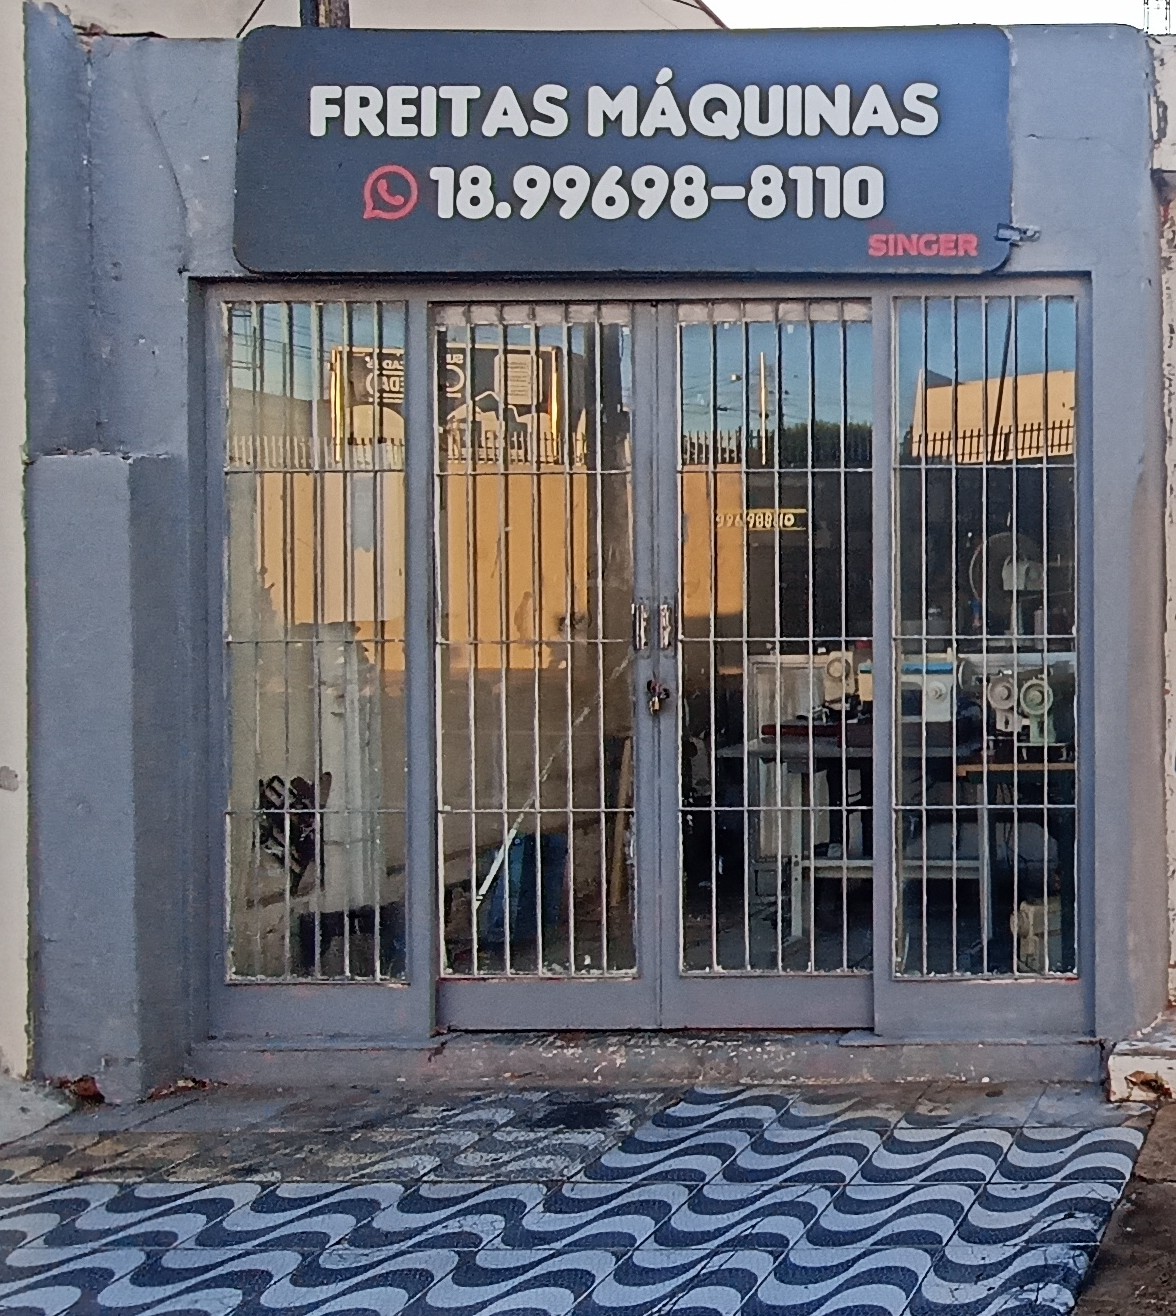 FREITAS MÁQUINAS
18.99698-8110
SINGER